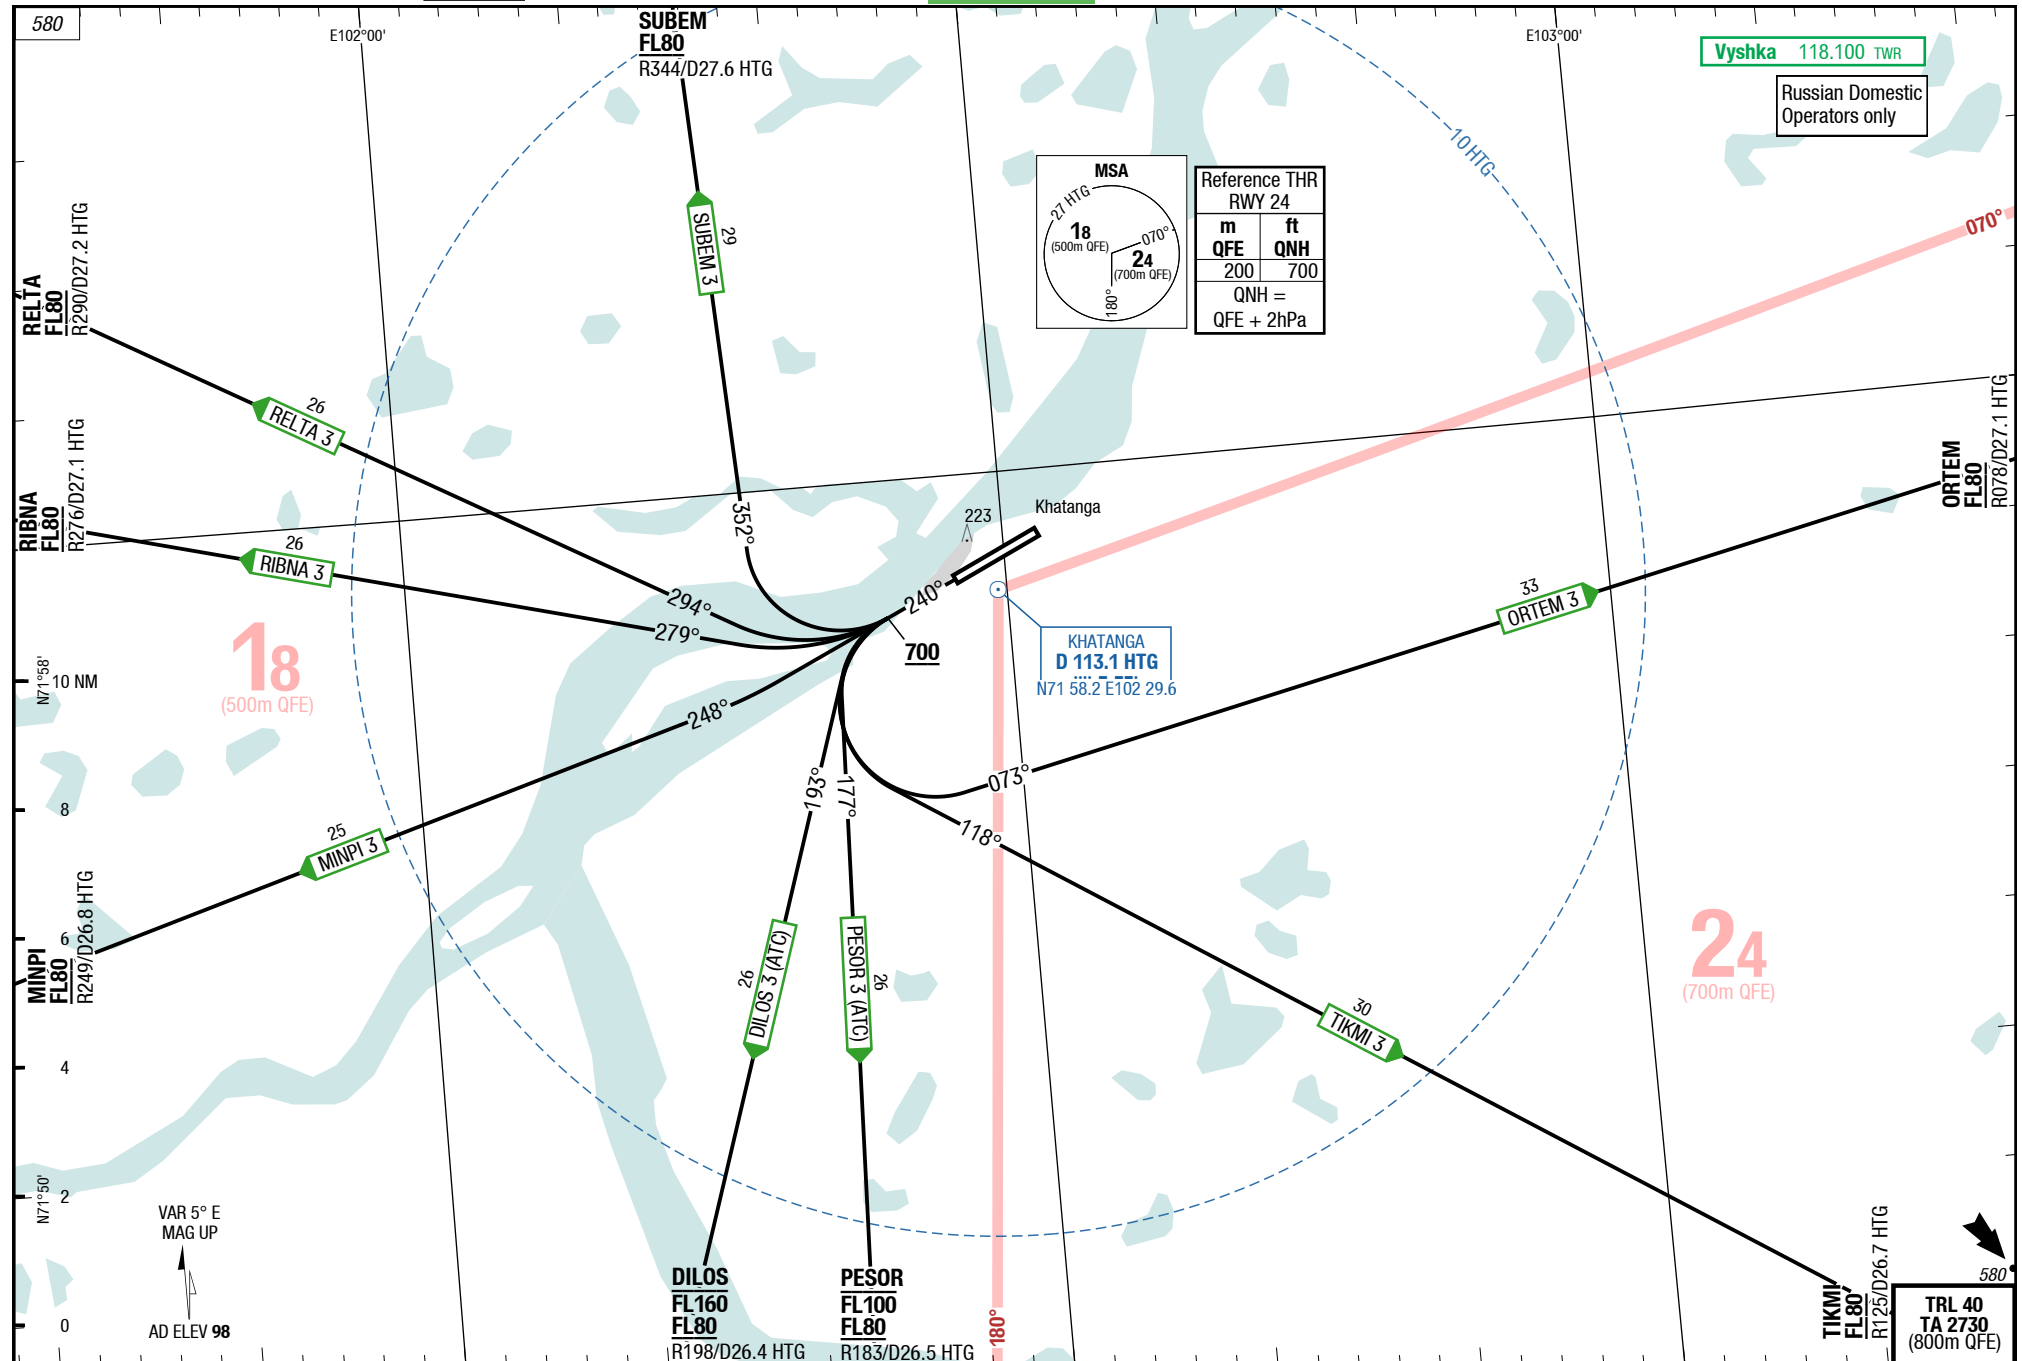 580
E102°00'
SUBEM
FL80
R344/D27.6 HTG
E103°00'
Vyshka 118.100 TWR
Russian Domestic
Operators only
10 HTG
MSA
27 HTG
18
(500m QFE)
070°
24
(700m QFE)
180°
Reference THR
RWY 24
m ft
QFE QNH
200 700
QNH =
QFE + 2hPa
070°
RELTA
FL80
R290/D27.2 HTG
29
SUBEM 3
26
RELTA 3
RIBNA
FL80
R276/D27.1 HTG
26
RIBNA 3
352°
294°
279°
223
Khatanga
240°
700
ORTEM
FL80
R078/D27.1 HTG
33
ORTEM 3
KHATANGA
D 113.1 HTG
N71 58.2 E102 29.6
18
(500m QFE)
N71°58'
10 NM
248°
193°
177°
073°
118°
8
25
MINPI 3
MINPI
FL80
R249/D26.8 HTG
6
26
DILOS 3 (ATC)
PESOR 3 (ATC)
26
30
TIKMI 3
24
(700m QFE)
4
N71°50'
2
VAR 5° E
MAG UP
AD ELEV 98
0
DILOS
FL160
FL80
R198/D26.4 HTG
PESOR
FL100
FL80
R183/D26.5 HTG
180°
TIKMI
FL80
R125/D26.7 HTG
580
TRL 40
TA 2730
(800m QFE)